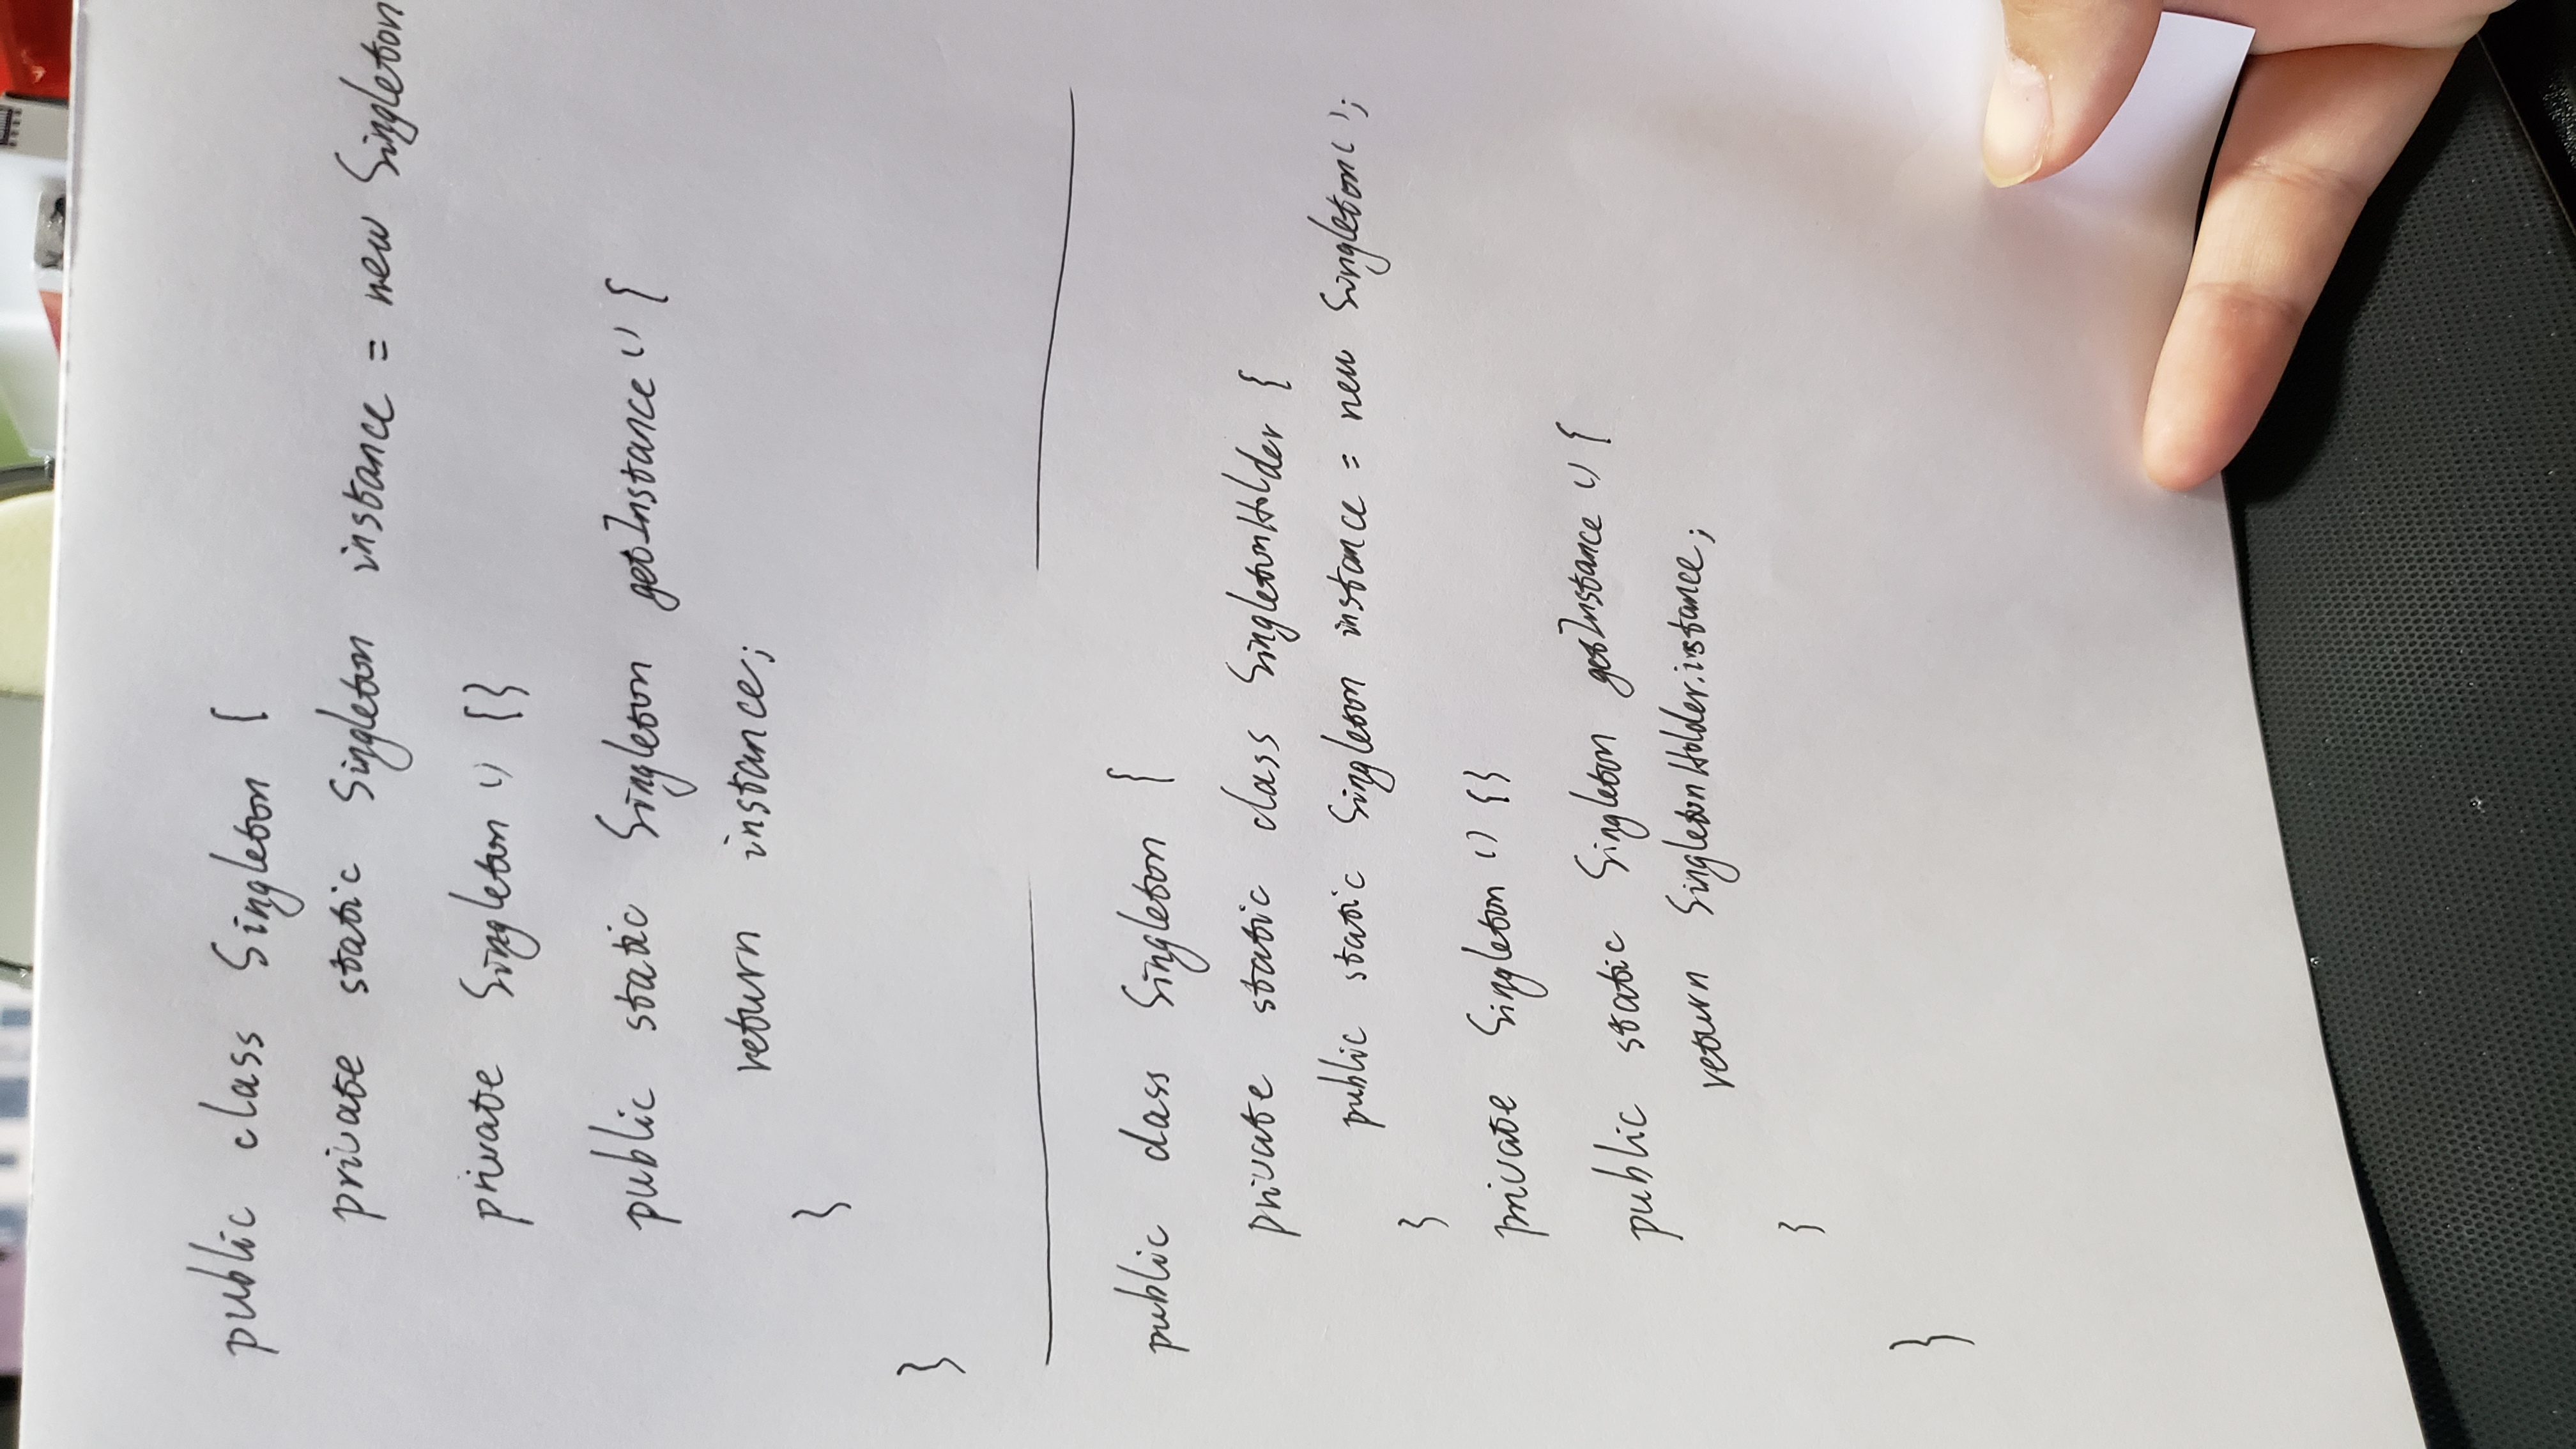 public class Singleton {
private static Singleton instance = new Singleton
private Singleton () {}
public static Singleton getInstance () {
return instance;
}
}
public class Singleton {
private static class SingletonHolder {
public static Singleton instance = new Singleton();
}
private Singleton () {}
public static Singleton getInstance () {
return SingletonHolder.instance;
}
}